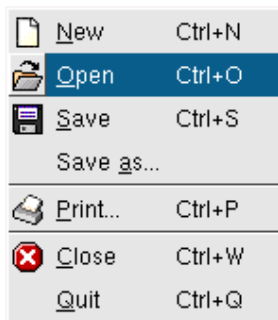 New Ctrl+N
Open Ctrl+O
Save Ctrl+S
Save as...
Print... Ctrl+P
Close Ctrl+W
Quit Ctrl+Q